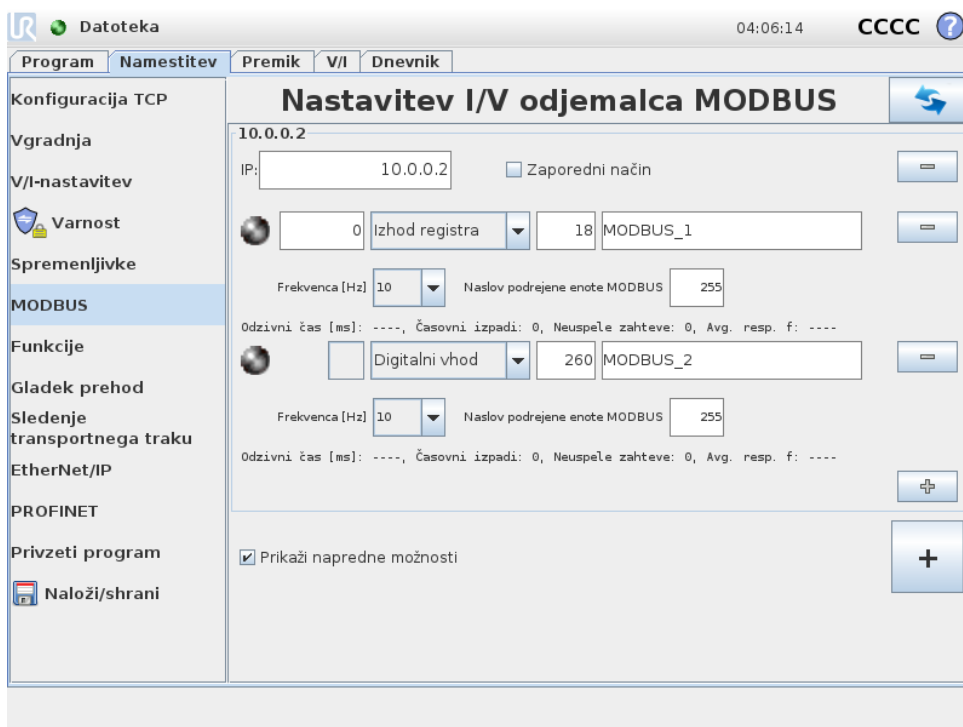 UR Datoteka 04:06:14 CCCC ?
Program Namestitev Premik V/I Dnevnik
Konfiguracija TCP
Vgradnja
V/I-nastavitev
Varnost
Spremenljivke
MODBUS
Funkcije
Gladek prehod
Sledenje
transportnega traku
EtherNet/IP
PROFINET
Privzeti program
Naloži/shrani
Nastavitev I/V odjemalca MODBUS
10.0.0.2
IP: 10.0.0.2 Zaporedni način
0 Izhod registra 18 MODBUS_1
Frekvenca [Hz] 10 Naslov podrejene enote MODBUS 255
Odzivni čas [ms]: ----, Časovni izpadi: 0, Neuspele zahteve: 0, Avg. resp. f: ----
Digitalni vhod 260 MODBUS_2
Frekvenca [Hz] 10 Naslov podrejene enote MODBUS 255
Odzivni čas [ms]: ----, Časovni izpadi: 0, Neuspele zahteve: 0, Avg. resp. f: ----
Prikaži napredne možnosti